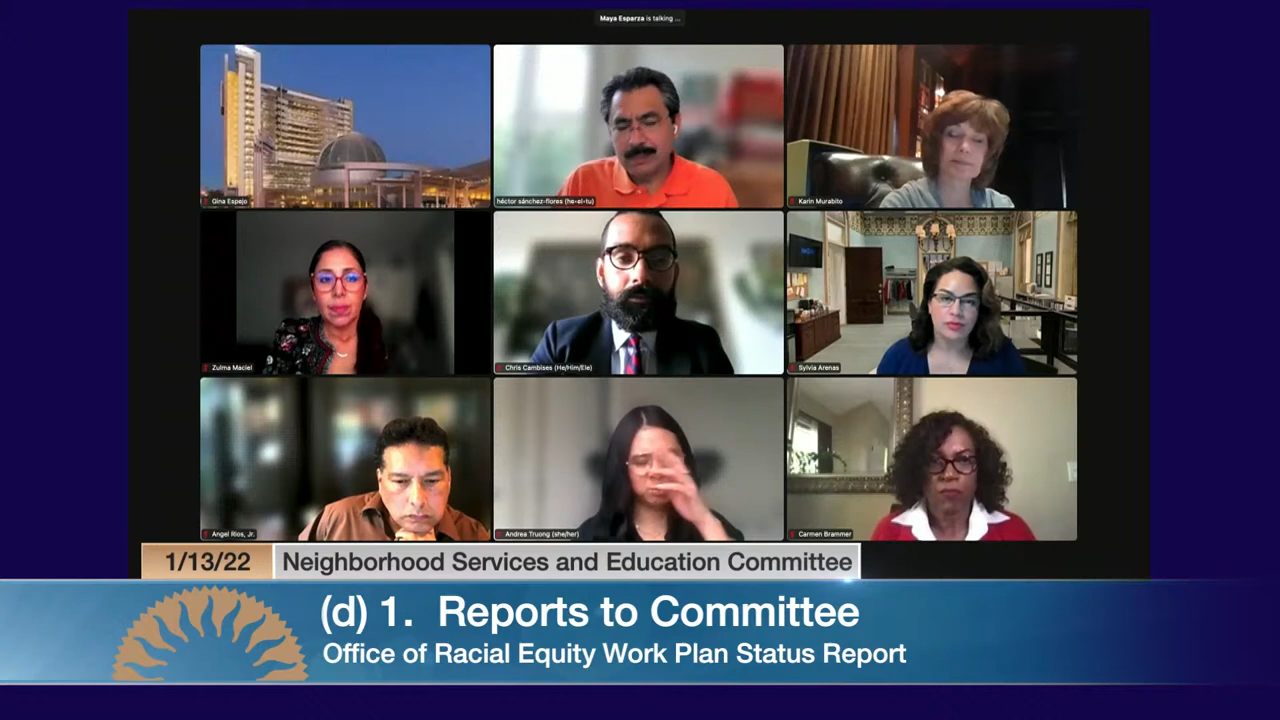 Maya Esparza is talking ...
Gina Espejo
héctor sánchez-flores (he-el-tu)
Karin Murabito
Zulma Maciel
Chris Cambises (He/Him/Ele)
Sylvia Arenas
Angel Rios, Jr.
Andrea Truong (she/her)
Carmen Brammer
1/13/22
Neighborhood Services and Education Committee
(d) 1. Reports to Committee
Office of Racial Equity Work Plan Status Report